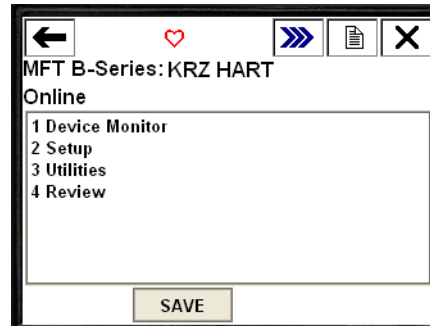 MFT B-Series: KRZ HART
Online
1 Device Monitor
2 Setup
3 Utilities
4 Review
SAVE